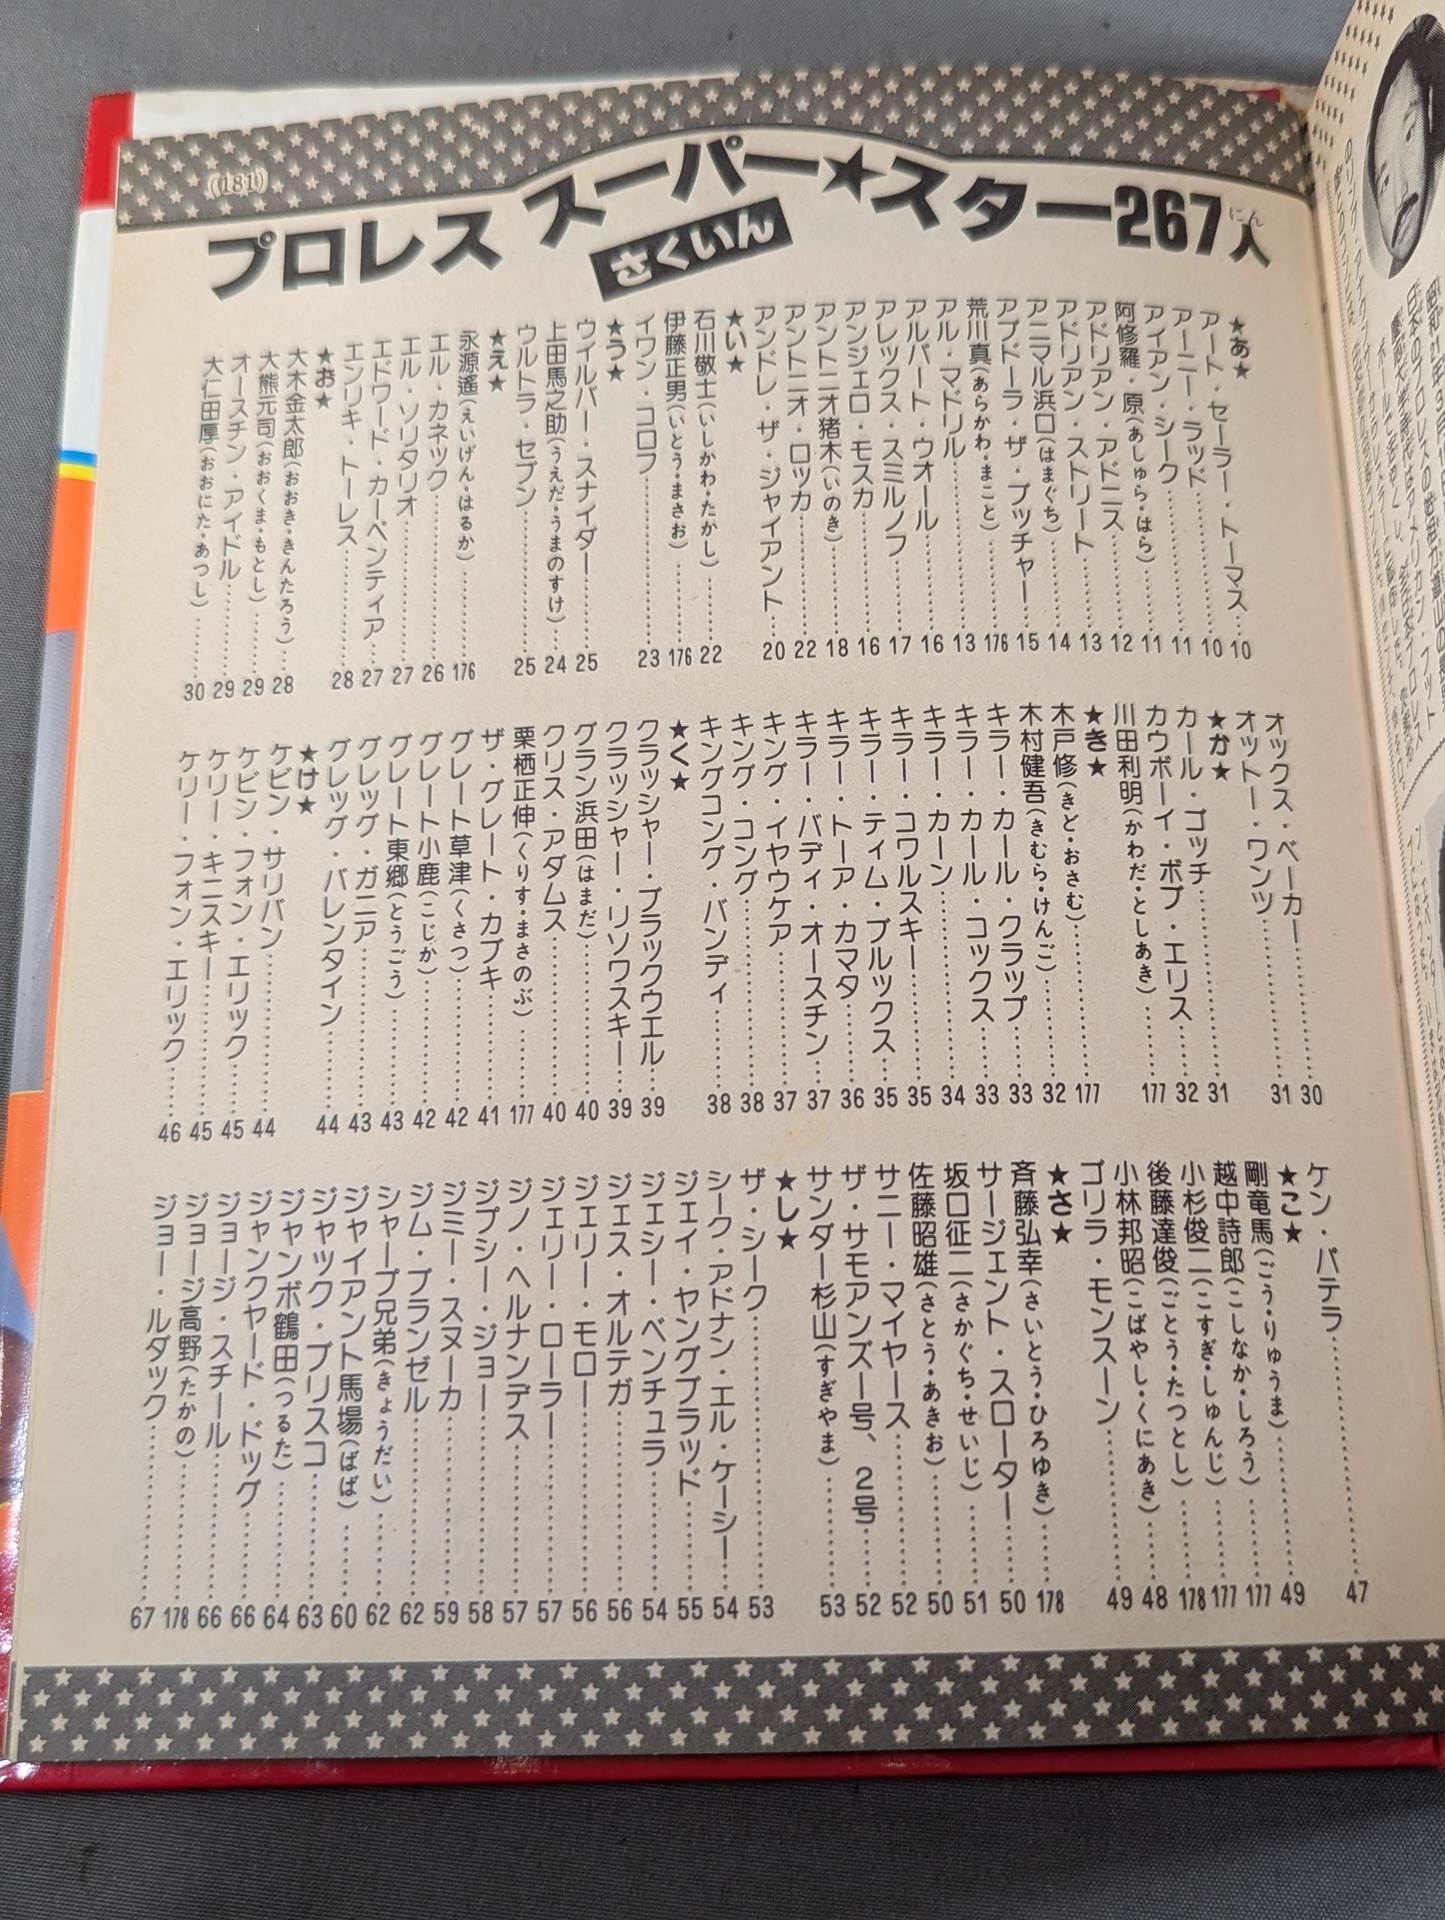 (181)
プロレス スーパー★スター267人
にん
さくいん
★あ★
アート・セーラー・トーマス……10
アーニー・ラッド……10
アイアン・シーク……11
阿修羅・原(あしゅら・はら)……11
アドリアン・アドニス……12
アドリアン・ストリート……13
アニマル浜口(はまぐち)……14
アブドーラ・ザ・ブッチャー……15
荒川真(あらかわ・まこと)……176
アル・マドリル……13
アルバート・ウオール……16
アレックス・スミルノフ……17
アンジェロ・モスカ……16
アントニオ猪木(いのき)……18
アントニオ・ロッカ……22
アンドレ・ザ・ジャイアント……20
★い★
石川敬士(いしかわ・たかし)……22
伊藤正男(いとう・まさお)……176
イワン・コロフ……23
★う★
ウイルバー・スナイダー……25
上田馬之助(うえだ・うまのすけ)……24
ウルトラ・セブン……25
★え★
永源遙(えいげん・はるか)……176
エル・カネック……26
エル・ソリタリオ……27
エドワード・カーペンティア……27
エンリキ・トーレス……28
★お★
大木金太郎(おおき・きんたろう)……28
大熊元司(おおくま・もとし)……29
オースチン・アイドル……29
大仁田厚(おおにた・あつし)……30
オックス・ベーカー……30
オットー・ワンツ……31
★か★
カール・ゴッチ……31
カウボーイ・ボブ・エリス……32
川田利明(かわだ・としあき)……177
★き★
木戸修(きど・おさむ)……177
木村健吾(きむら・けんご)……32
キラー・カール・クラップ……33
キラー・カール・コックス……33
キラー・カーン……34
キラー・コワルスキー……35
キラー・ティム・ブルックス……35
キラー・トーア・カマタ……36
キラー・バディ・オースチン……37
キング・イヤウケア……37
キング・コング……38
キングコング・バンディ……38
★く★
クラッシャー・ブラックウエル……39
クラッシャー・リソワスキー……39
グラン浜田(はまだ)……40
クリス・アダムス……40
栗栖正伸(くりす・まさのぶ)……177
ザ・グレート・カブキ……41
グレート草津(くさつ)……42
グレート小鹿(こじか)……42
グレート東郷(とうごう)……43
グレッグ・ガニア……43
グレッグ・バレンタイン……44
★け★
ケビン・サリバン……44
ケビン・フォン・エリック……45
ケリー・キニスキー……45
ケリー・フォン・エリック……46
ケン・パテラ……47
★こ★
剛竜馬(ごう・りゅうま)……49
越中詩郎(こしなか・しろう)……177
小杉俊二(こすぎ・しゅんじ)……177
後藤達俊(ごとう・たつとし)……178
小林邦昭(こばやし・くにあき)……48
ゴリラ・モンスーン……49
★さ★
斉藤弘幸(さいとう・ひろゆき)……178
サージェント・スローター……50
坂口征二(さかぐち・せいじ)……51
佐藤昭雄(さとう・あきお)……50
サニー・マイヤース……52
ザ・サモアンズ一号、2号……52
サンダー杉山(すぎやま)……53
★し★
ザ・シーク……53
シーク・アドナン・エル・ケーシー……54
ジェイ・ヤングブラッド……55
ジェシー・ベンチュラ……54
ジェス・オルテガ……56
ジェリー・モロー……56
ジェリー・ローラー……57
ジノ・ヘルナンデス……57
ジプシー・ジョー……58
ジミー・スヌーカ……59
ジム・ブランゼル……62
シャープ兄弟(きょうだい)……62
ジャイアント馬場(ばば)……60
ジャック・ブリスコ……63
ジャンボ鶴田(つるた)……64
ジャンクヤード・ドッグ……66
ジョージ・スチール……66
ジョージ高野(たかの)……178
ジョー・ルダック……67